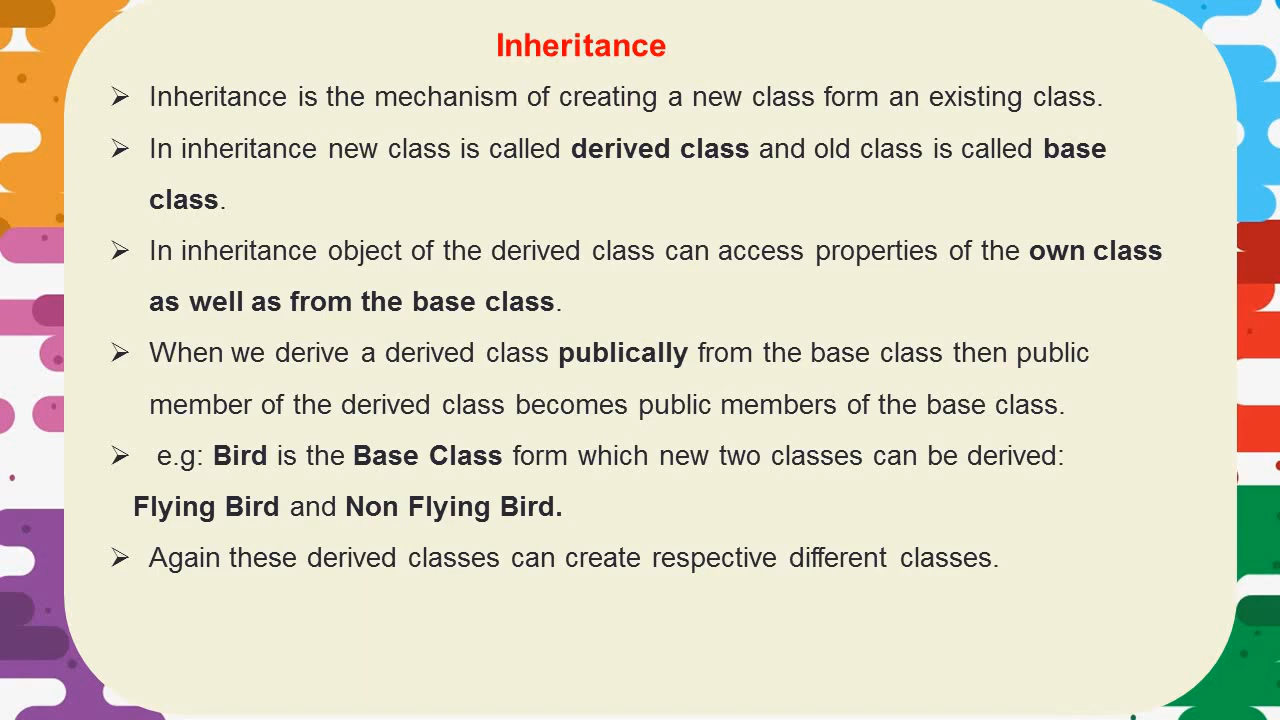 Inheritance
➢ Inheritance is the mechanism of creating a new class form an existing class.
➢ In inheritance new class is called derived class and old class is called base
class.
➢ In inheritance object of the derived class can access properties of the own class
as well as from the base class.
➢ When we derive a derived class publically from the base class then public
member of the derived class becomes public members of the base class.
➢ e.g: Bird is the Base Class form which new two classes can be derived:
Flying Bird and Non Flying Bird.
➢ Again these derived classes can create respective different classes.